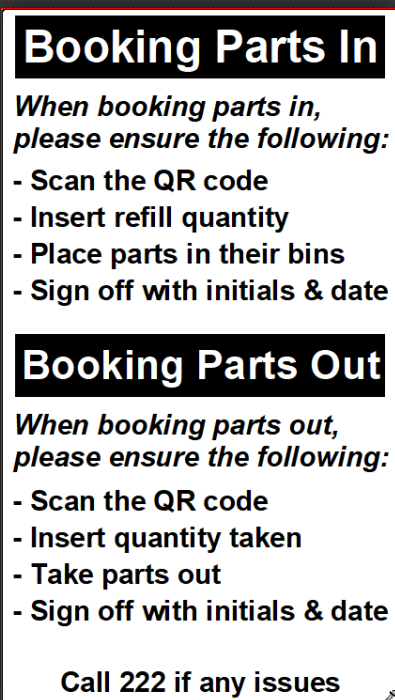 Booking Parts In
When booking parts in,
please ensure the following:
- Scan the QR code
- Insert refill quantity
- Place parts in their bins
- Sign off with initials & date
Booking Parts Out
When booking parts out,
please ensure the following:
- Scan the QR code
- Insert quantity taken
- Take parts out
- Sign off with initials & date
Call 222 if any issues